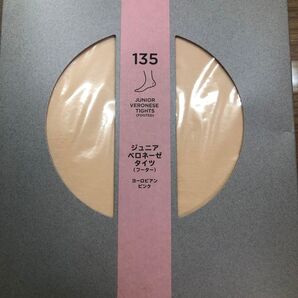 135
JUNIOR
VERONESE
TIGHTS
(FOOTED)
ジュニア
ベロネーゼ
タイツ
(フーター)
ヨーロピアン
ピンク